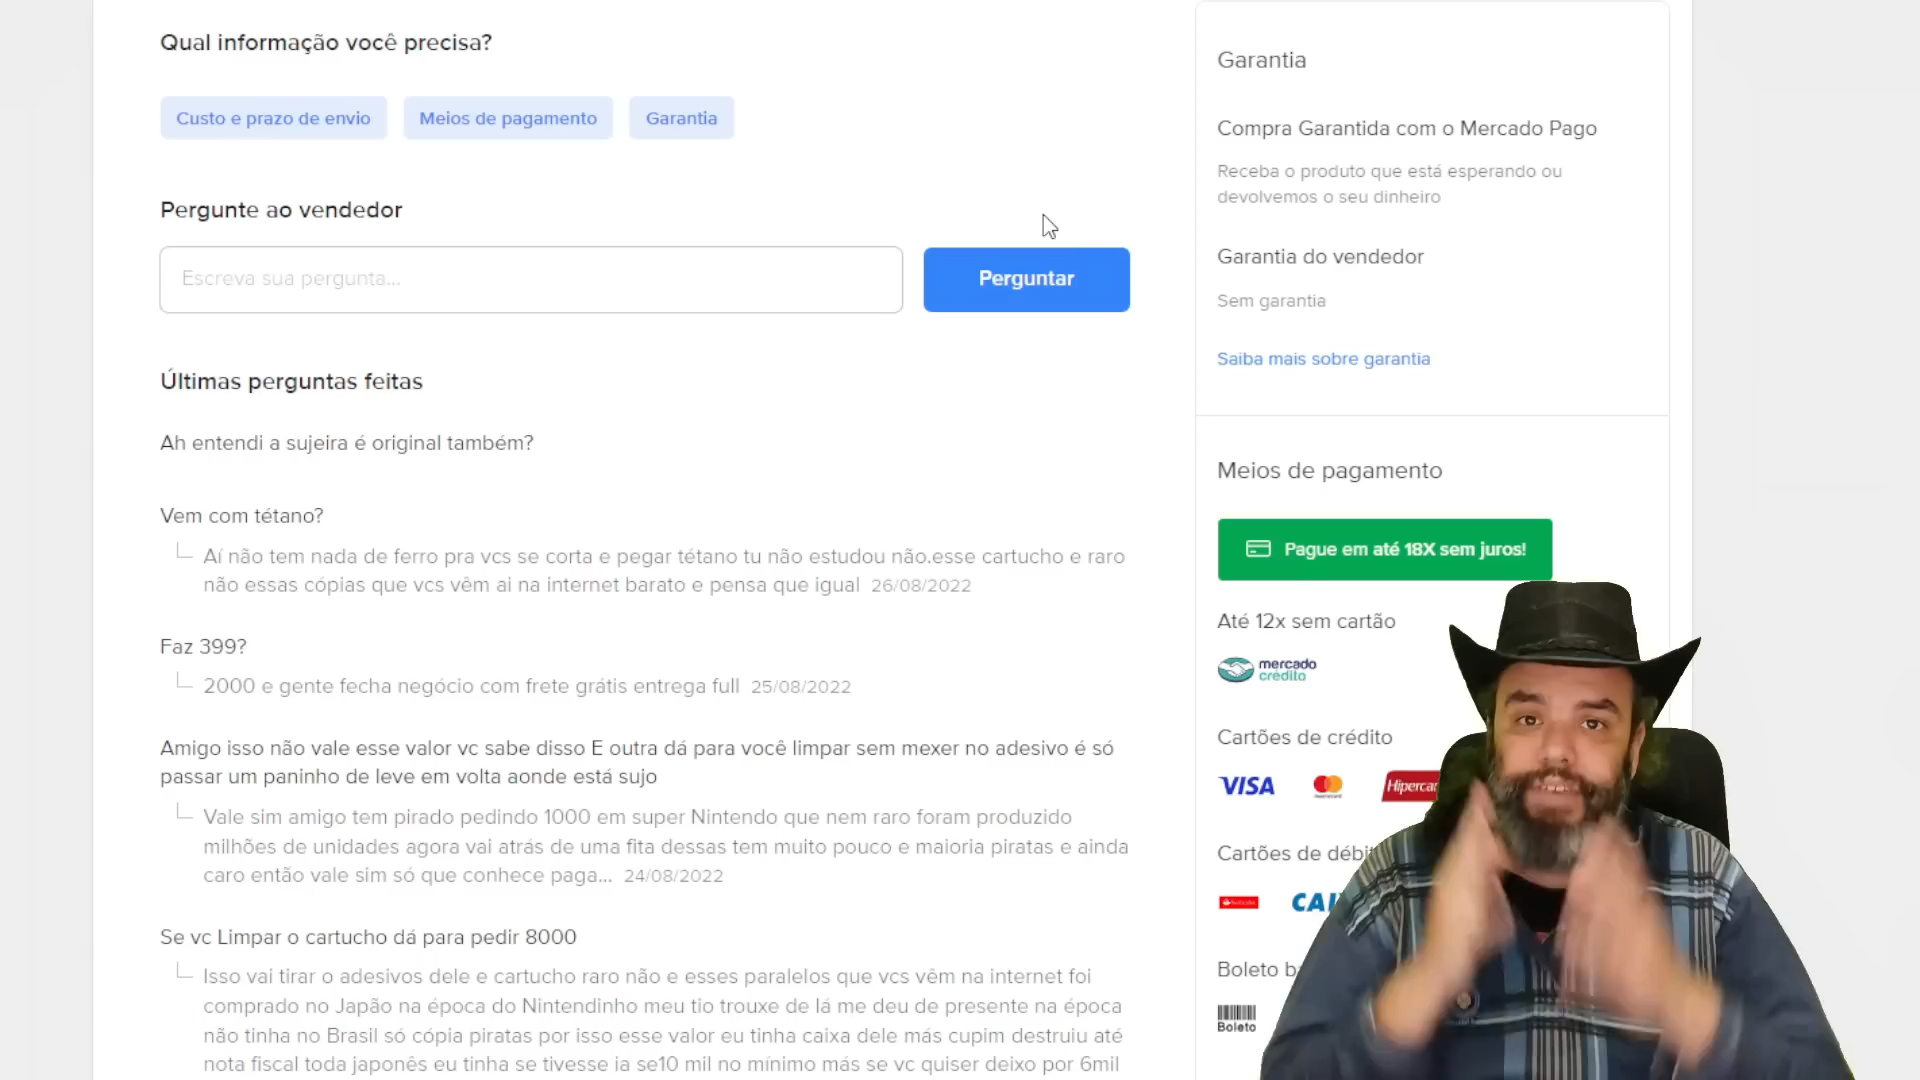 Qual informação você precisa?
Custo e prazo de envio
Meios de pagamento
Garantia
Pergunte ao vendedor
Escreva sua pergunta...
Perguntar
Últimas perguntas feitas
Ah entendi a sujeira é original também?
Vem com tétano?
Aí não tem nada de ferro pra vcs se corta e pegar tétano tu não estudou não.esse cartucho e raro
não essas cópias que vcs vêm ai na internet barato e pensa que igual 26/08/2022
Faz 399?
2000 e gente fecha negócio com frete grátis entrega full 25/08/2022
Amigo isso não vale esse valor vc sabe disso E outra dá para você limpar sem mexer no adesivo é só
passar um paninho de leve em volta aonde está sujo
Vale sim amigo tem pirado pedindo 1000 em super Nintendo que nem raro foram produzido
milhões de unidades agora vai atrás de uma fita dessas tem muito pouco e maioria piratas e ainda
caro então vale sim só que conhece paga... 24/08/2022
Se vc Limpar o cartucho dá para pedir 8000
Isso vai tirar o adesivos dele e cartucho raro não e esses paralelos que vcs vêm na internet foi
comprado no Japão na época do Nintendinho meu tio trouxe de lá me deu de presente na época
não tinha no Brasil só cópia piratas por isso esse valor eu tinha caixa dele más cupim destruiu até
nota fiscal toda japonês eu tinha se tivesse ia se10 mil no mínimo más se vc quiser deixo por 6mil
Garantia
Compra Garantida com o Mercado Pago
Receba o produto que está esperando ou
devolvemos o seu dinheiro
Garantia do vendedor
Sem garantia
Saiba mais sobre garantia
Meios de pagamento
Pague em até 18X sem juros!
Até 12x sem cartão
mercado
crédito
Cartões de crédito
VISA
Hipercar
Cartões de débit
CAI
Boleto b
Boleto